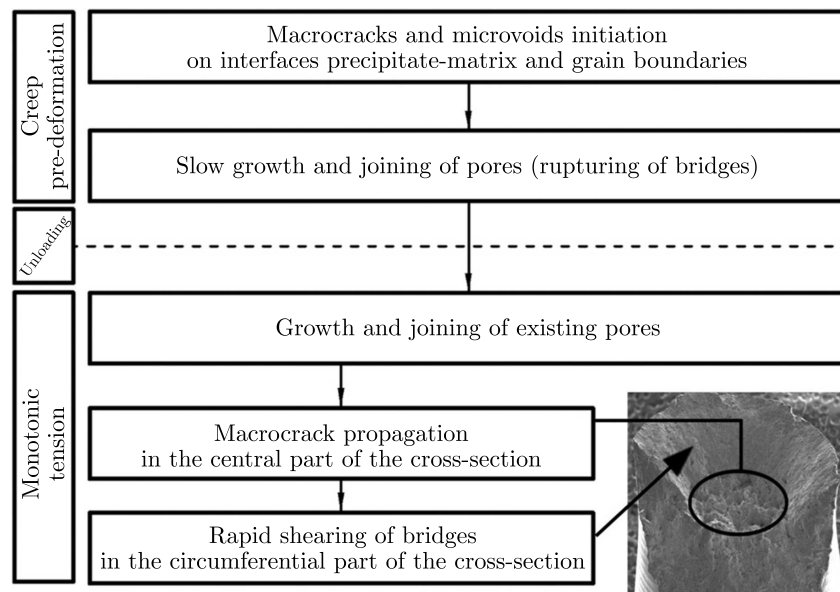 Creep
pre-deformation
Macrocracks and microvoids initiation
on interfaces precipitate-matrix and grain boundaries
Slow growth and joining of pores (rupturing of bridges)
Unloading
Monotonic
tension
Growth and joining of existing pores
Macrocrack propagation
in the central part of the cross-section
Rapid shearing of bridges
in the circumferential part of the cross-section